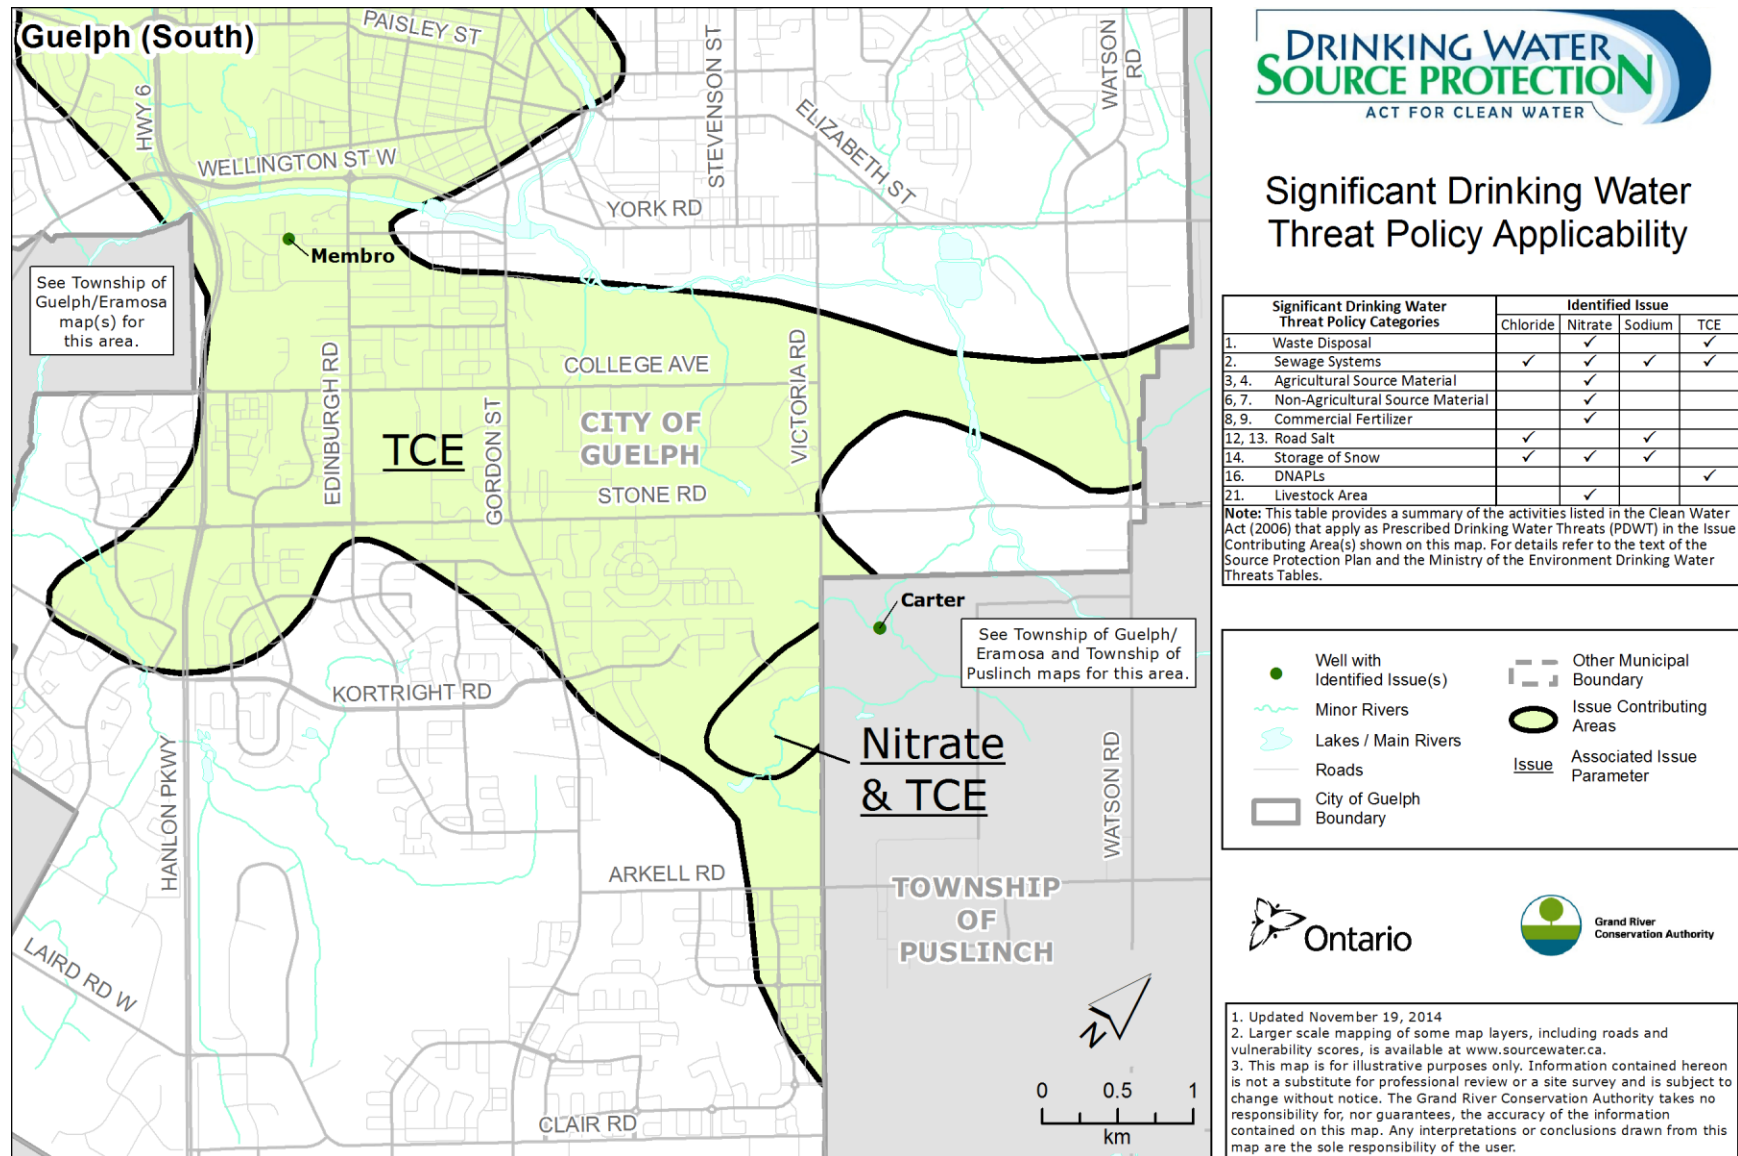 Guelph (South)
PAISLEY ST
HWY 6
WELLINGTON ST W
STEVENSON ST
ELIZABETH ST
WATSON
RD
YORK RD
Membro
See Township of
Guelph/Eramosa
map(s) for
this area.
EDINBURGH RD
COLLEGE AVE
VICTORIA RD
GORDON ST
TCE
CITY OF
GUELPH
STONE RD
Carter
See Township of Guelph/
Eramosa and Township of
Puslinch maps for this area.
KORTRIGHT RD
HANLON PKWY
Nitrate
& TCE
WATSON RD
ARKELL RD
TOWNSHIP
OF
PUSLINCH
LAIRD RD W
CLAIR RD
N
0 0.5 1
km
DRINKING WATER
SOURCE PROTECTION
ACT FOR CLEAN WATER
Significant Drinking Water
Threat Policy Applicability
Significant Drinking Water
Threat Policy Categories
Identified Issue
Chloride Nitrate Sodium TCE
1. Waste Disposal ✓ ✓
2. Sewage Systems ✓ ✓ ✓ ✓
3, 4. Agricultural Source Material ✓
6, 7. Non-Agricultural Source Material ✓
8, 9. Commercial Fertilizer ✓
12, 13. Road Salt ✓ ✓
14. Storage of Snow ✓ ✓ ✓
16. DNAPLs ✓
21. Livestock Area ✓
Note: This table provides a summary of the activities listed in the Clean Water
Act (2006) that apply as Prescribed Drinking Water Threats (PDWT) in the Issue
Contributing Area(s) shown on this map. For details refer to the text of the
Source Protection Plan and the Ministry of the Environment Drinking Water
Threats Tables.
Well with
Identified Issue(s)
Minor Rivers
Lakes / Main Rivers
Roads
City of Guelph
Boundary
Other Municipal
Boundary
Issue Contributing
Areas
Issue
Associated Issue
Parameter
Ontario
Grand River
Conservation Authority
1. Updated November 19, 2014
2. Larger scale mapping of some map layers, including roads and
vulnerability scores, is available at www.sourcewater.ca.
3. This map is for illustrative purposes only. Information contained hereon
is not a substitute for professional review or a site survey and is subject to
change without notice. The Grand River Conservation Authority takes no
responsibility for, nor guarantees, the accuracy of the information
contained on this map. Any interpretations or conclusions drawn from this
map are the sole responsibility of the user.